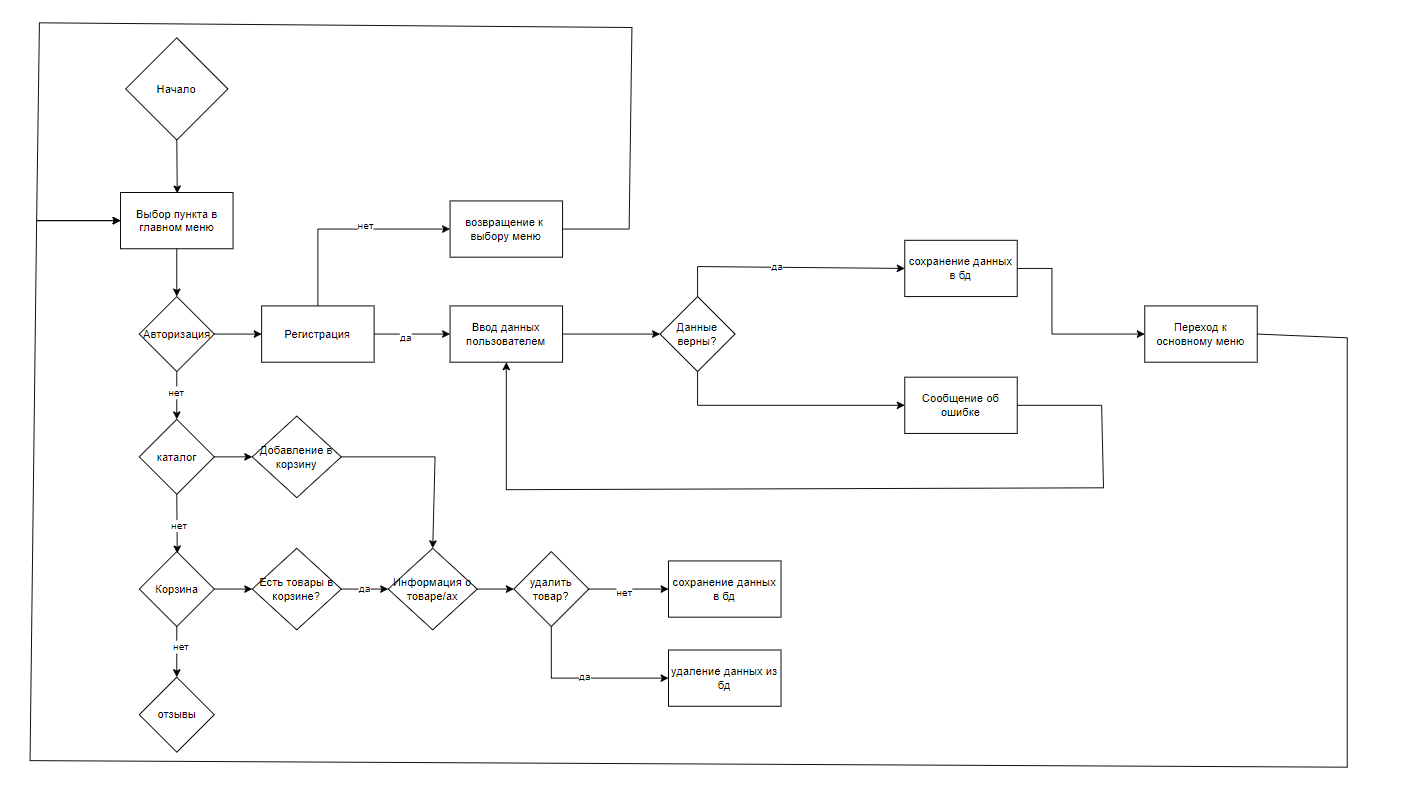 Начало
Выбор пункта в
главном меню
нет
возвращение к
выбору меню
да
сохранение данных
в бд
Авторизация
Регистрация
да
Ввод данных
пользователем
Данные
верны?
Переход к
основному меню
нет
Сообщение об
ошибке
каталог
Добавление в
корзину
нет
Корзина
Есть товары в
корзине?
да
Информация о
товаре/ах
удалить
товар?
нет
сохранение данных
в бд
нет
да
удаление данных из
бд
отзывы